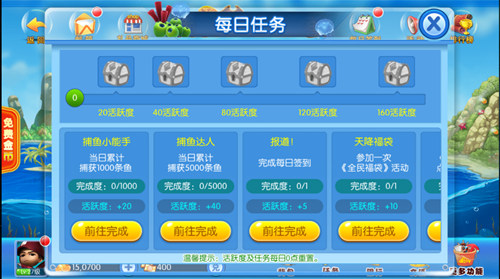 每日任务
0
20活跃度 40活跃度 80活跃度 120活跃度 160活跃度
捕鱼小能手
当日累计
捕获1000条鱼
完成度：0/1000
活跃度：+20
前往完成
捕鱼达人
当日累计
捕获5000条鱼
完成度：0/5000
活跃度：+40
前往完成
报道！
完成每日签到
完成度：0/1
活跃度：+5
前往完成
天降福袋
参加一次
《全民福袋》活动
完成度：0/1
活跃度：+10
前往完成
温馨提示：活跃度及任务每日0点重置。
免费金币
15,0700
400
更多功能